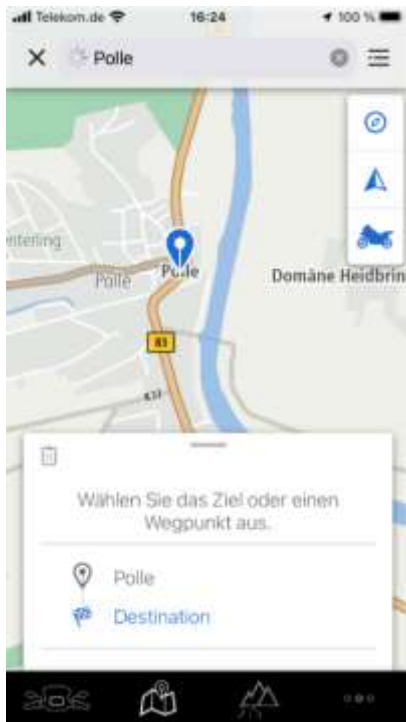 Telekom.de 16:24 100 %
Polle
Polle
Polle
Domäne Heidbrin
83
Wählen Sie das Ziel oder einen
Wegpunkt aus.
Polle
Destination